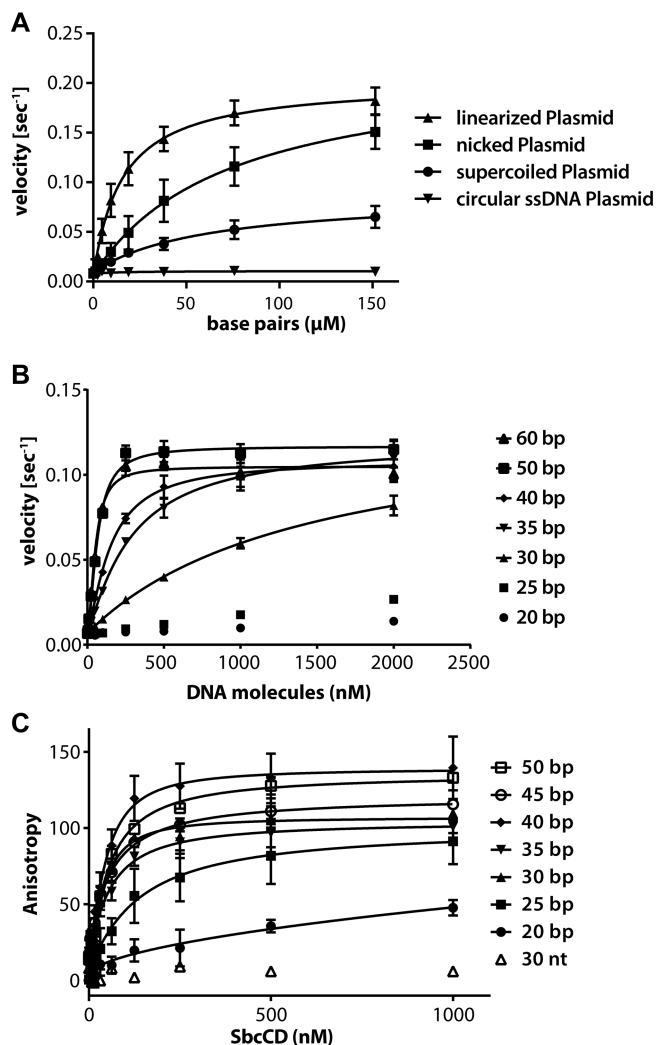 A
0.25
0.20
0.15
0.10
0.05
0.00
velocity [sec⁻¹]
0 50 100 150
base pairs (µM)
linearized Plasmid
nicked Plasmid
supercoiled Plasmid
circular ssDNA Plasmid
B
0.15
0.10
0.05
0.00
velocity [sec⁻¹]
0 500 1000 1500 2000 2500
DNA molecules (nM)
60 bp
50 bp
40 bp
35 bp
30 bp
25 bp
20 bp
C
150
100
50
0
Anisotropy
0 500 1000
SbcCD (nM)
50 bp
45 bp
40 bp
35 bp
30 bp
25 bp
20 bp
30 nt